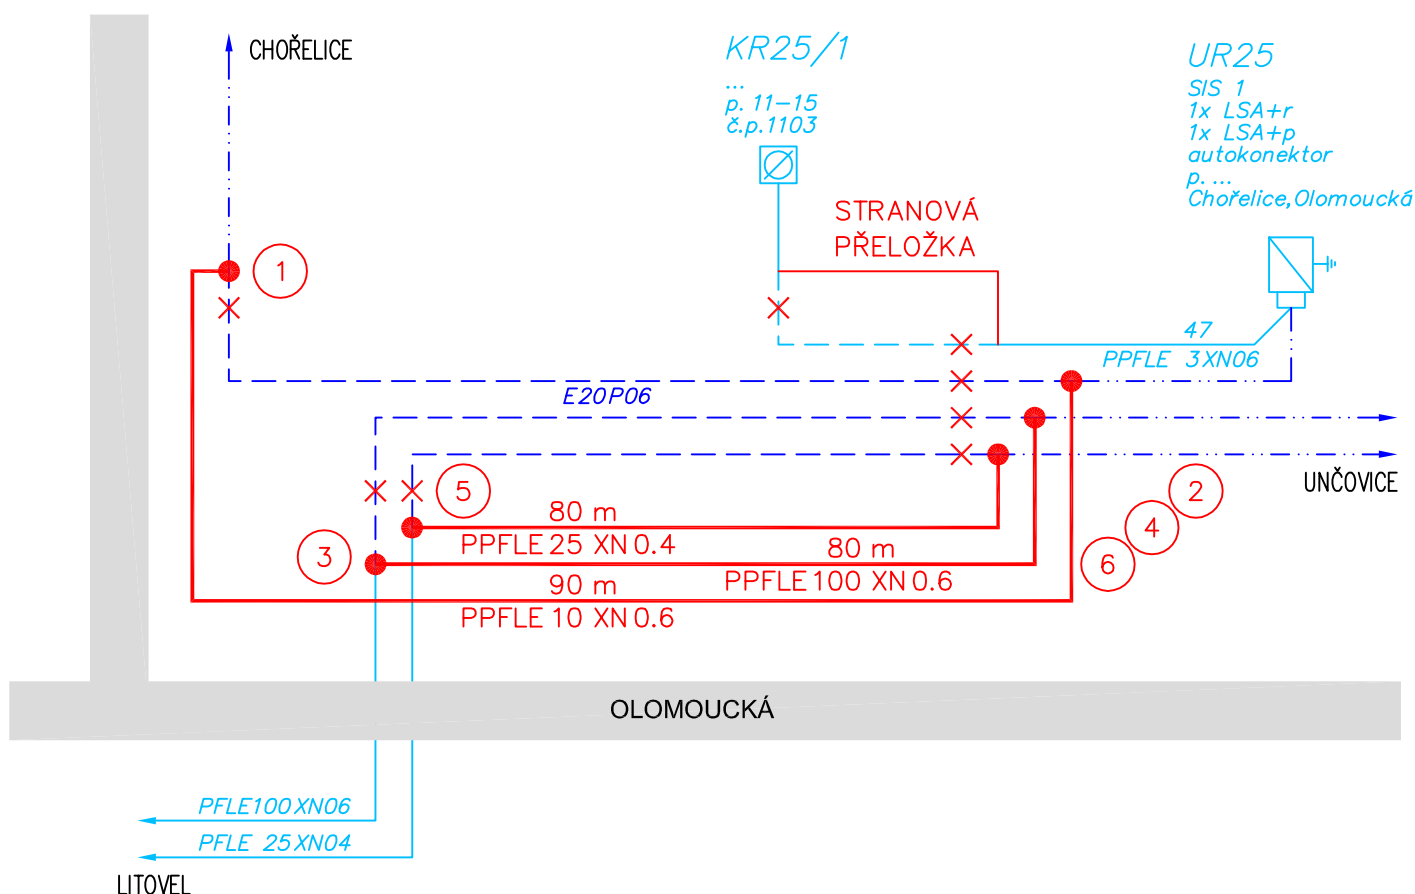 CHOŘELICE
KR25/1
...
p. 11-15
č.p.1103
UR25
SIS 1
1x LSA+r
1x LSA+p
autokonektor
p. ...
Chořelice,Olomoucká
STRANOVÁ
PŘELOŽKA
1
47
PPFLE 3XN06
E20P06
UNČOVICE
5
2
80 m
PPFLE 25 XN 0.4
4
3
80 m
PPFLE 100 XN 0.6
6
90 m
PPFLE 10 XN 0.6
OLOMOUCKÁ
PFLE100XN06
PFLE 25XN04
LITOVEL